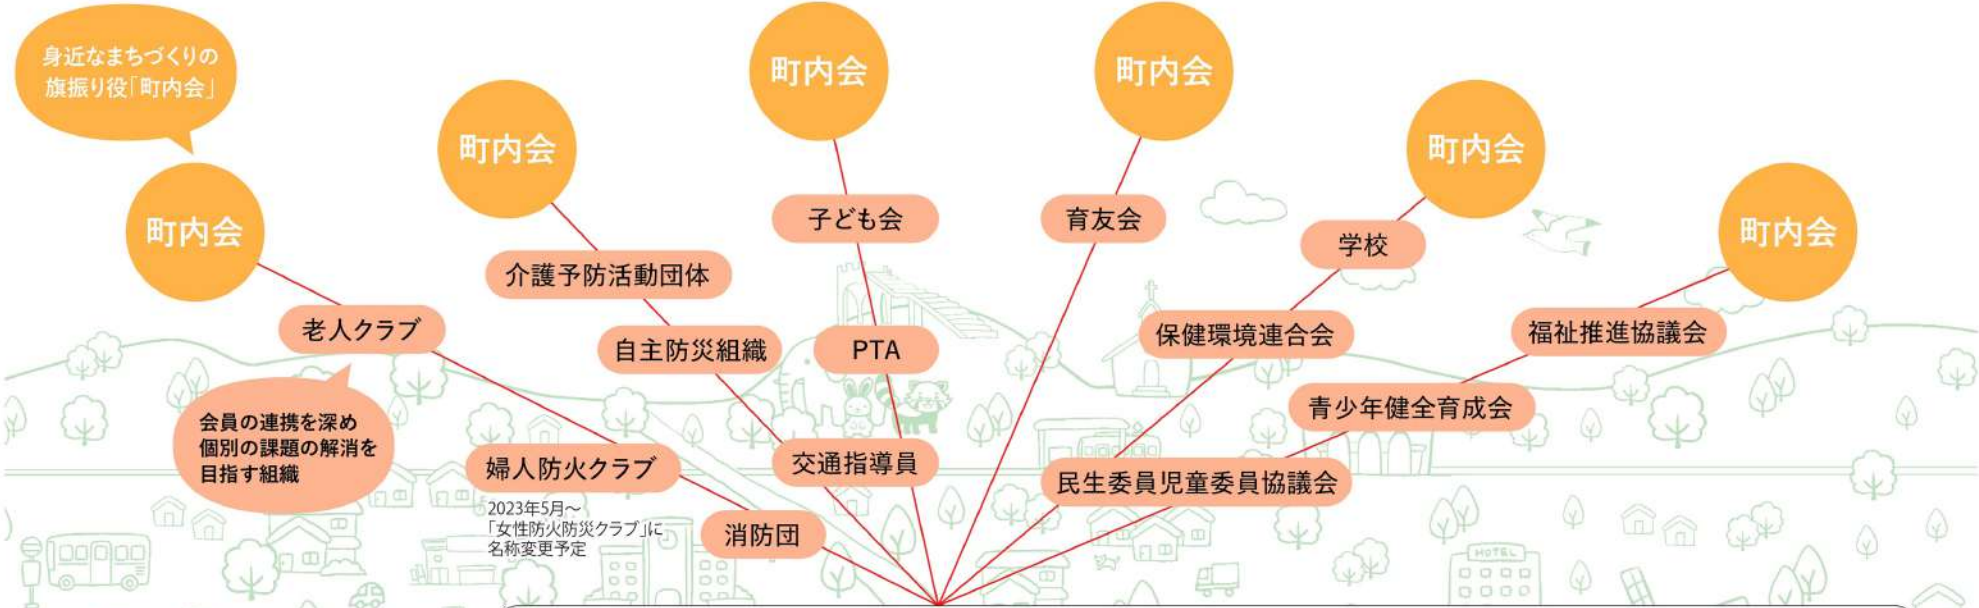 身近なまちづくりの
旗振り役「町内会」
町内会
町内会
町内会
町内会
町内会
町内会
子ども会
育友会
学校
介護予防活動団体
老人クラブ
自主防災組織
PTA
保健環境連合会
福祉推進協議会
会員の連携を深め
個別の課題の解消を
目指す組織
青少年健全育成会
婦人防火クラブ
交通指導員
民生委員児童委員協議会
2023年5月～
「女性防火防災クラブ」に
名称変更予定
消防団
HOTEL